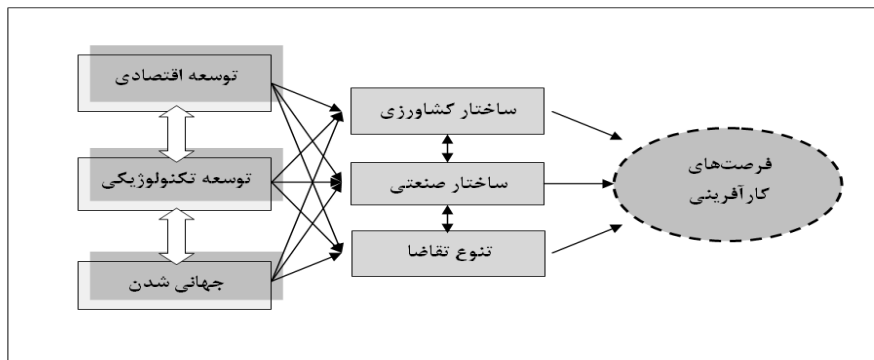 توسعه اقتصادی
توسعه تکنولوژیکی
جهانی شدن
ساختار کشاورزی
ساختار صنعتی
تنوع تقاضا
فرصت‌های
کارآفرینی